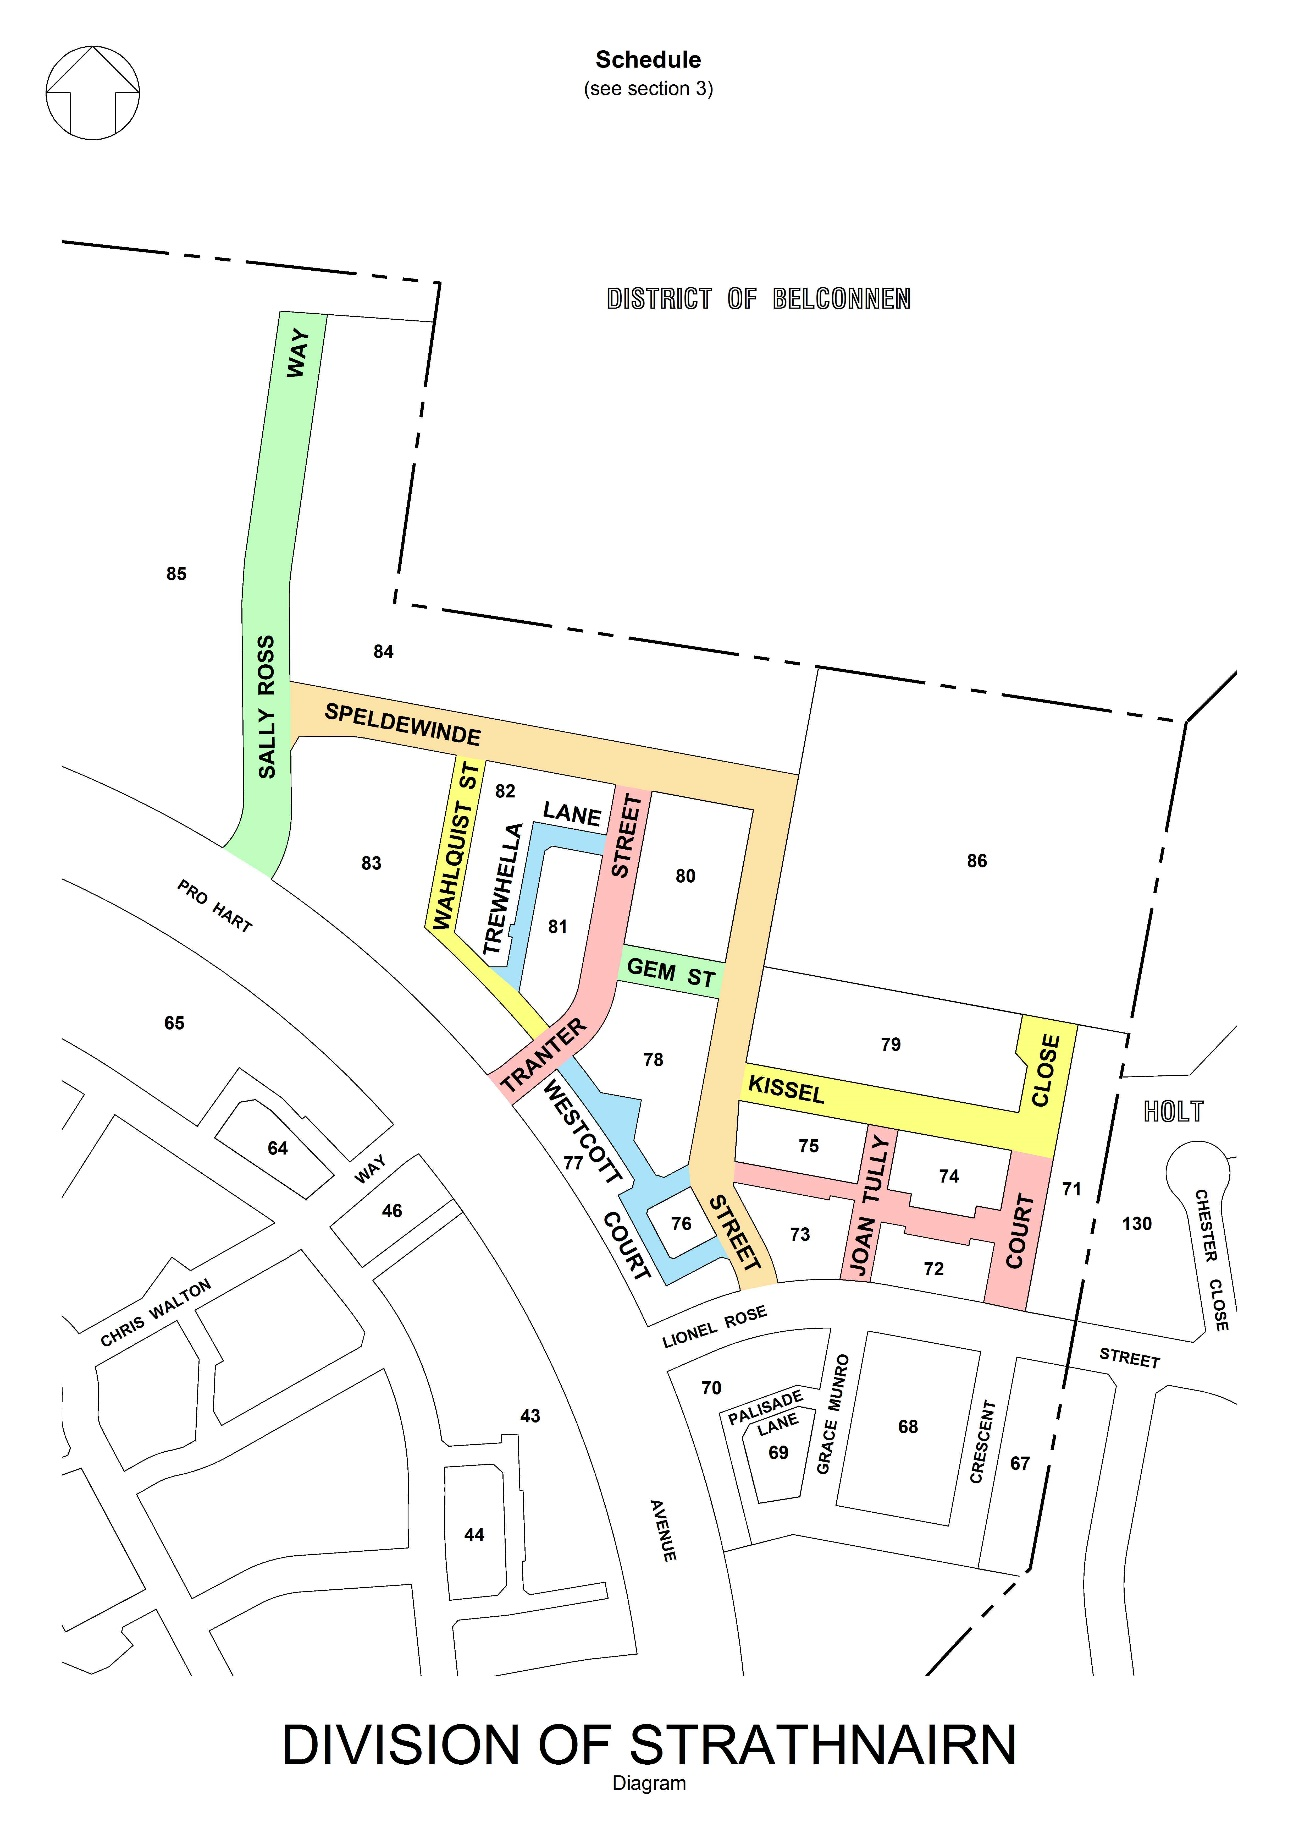 Schedule
(see section 3)
DISTRICT OF BELCONNEN
WAY
85
SALLY ROSS
84
SPELDEWINDE
WAHLQUIST ST
82
LANE
TREWHELLA
STREET
83
80
86
81
PRO HART
GEM ST
65
79
CLOSE
78
TRANTER
KISSEL
HOLT
WESTCOTT
64
75
JOAN TULLY
74
77
WAY
71
46
76
STREET
73
COURT
130
CHESTER CLOSE
COURT
72
CHRIS WALTON
LIONEL ROSE
STREET
70
PALISADE
LANE
GRACE MUNRO
43
68
69
CRESCENT
67
44
AVENUE
DIVISION OF STRATHNAIRN
Diagram